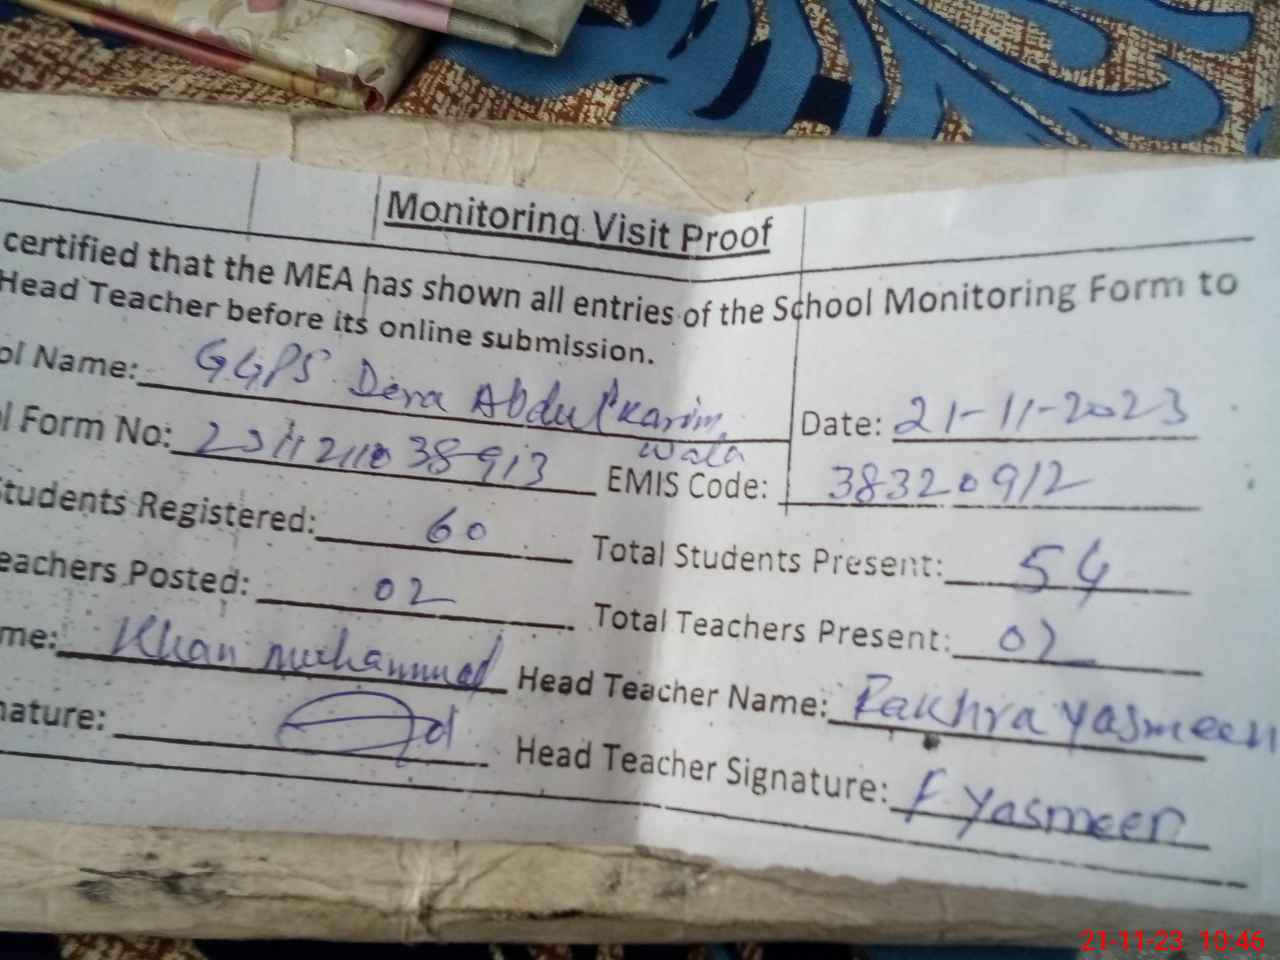 Monitoring Visit Proof
certified that the MEA has shown all entries of the School Monitoring Form to
Head Teacher before its online submission.
ol Name: GGPS Dera Abdul Karim Wala
Date: 21-11-2023
l Form No: EMIS Code: 38320912
Students Registered: 60 Total Students Present: 54
eachers Posted: 02 Total Teachers Present: 02
me: Khan muhammad Head Teacher Name: Fakhra Yasmeen
nature: Head Teacher Signature: F Yasmeen
21-11-23 10:46